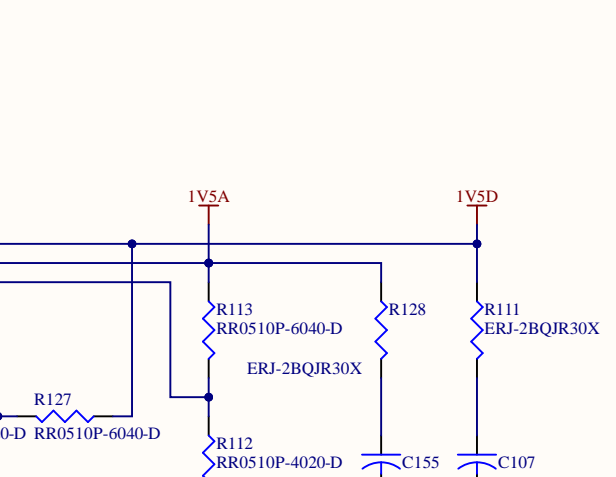 1V5A
1V5D
R113
RR0510P-6040-D
R128
ERJ-2BQJR30X
R111
ERJ-2BQJR30X
R127
0-D
RR0510P-6040-D
R112
RR0510P-4020-D
C155
C107